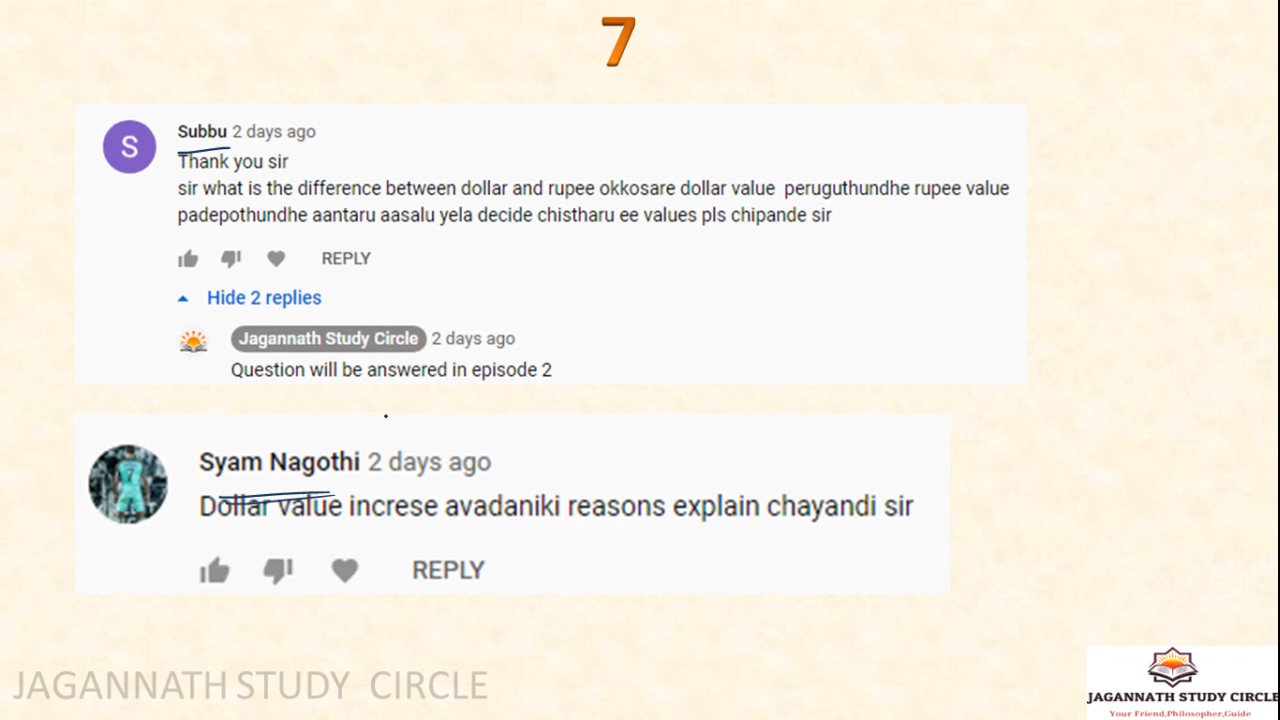 7
S
Subbu 2 days ago
Thank you sir
sir what is the difference between dollar and rupee okkosare dollar value peruguthundhe rupee value
padepothundhe aantaru aasalu yela decide chistharu ee values pls chipande sir
REPLY
Hide 2 replies
Jagannath Study Circle 2 days ago
Question will be answered in episode 2
Syam Nagothi 2 days ago
Dollar value increse avadaniki reasons explain chayandi sir
REPLY
JAGANNATH STUDY CIRCLE
JAGANNATH STUDY CIRCLE
Your Friend,Philosopher,Guide